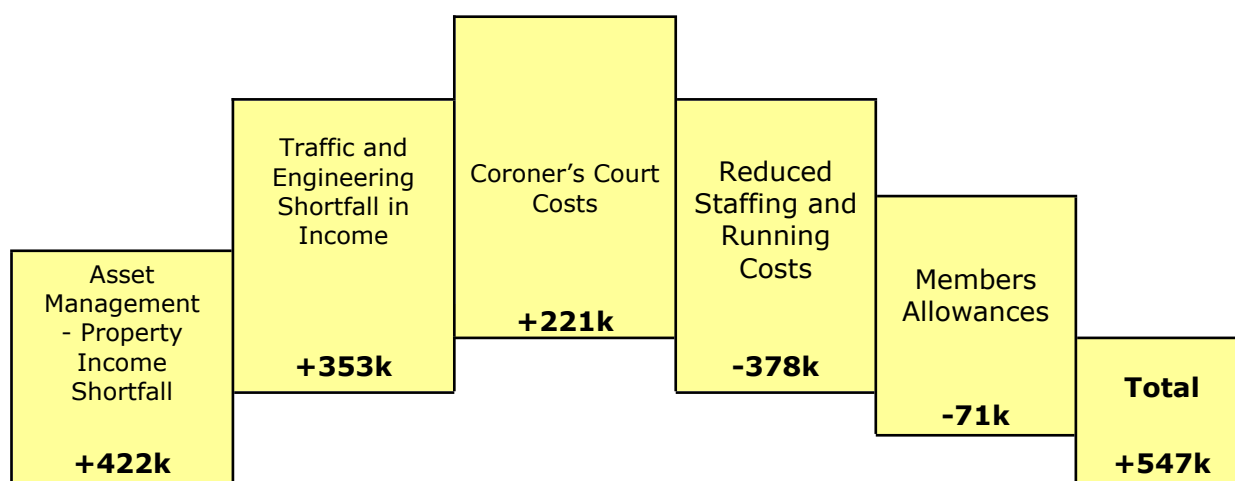 Asset
Management
- Property
Income
Shortfall
+422k
Traffic and
Engineering
Shortfall in
Income
+353k
Coroner’s Court
Costs
+221k
Reduced
Staffing and
Running
Costs
-378k
Members
Allowances
-71k
Total
+547k